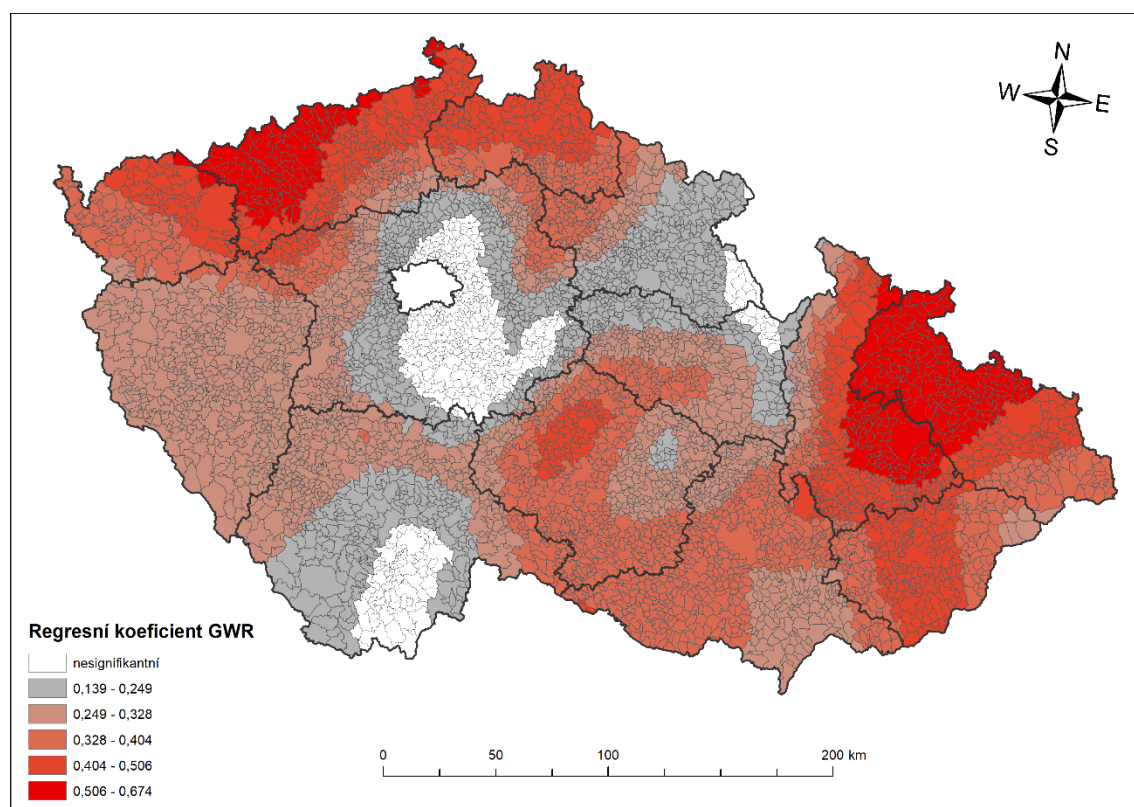 N
W E
S
Regresní koeficient GWR
nesignifikantní
0,139 - 0,249
0,249 - 0,328
0,328 - 0,404
0,404 - 0,506
0,506 - 0,674
0 50 100 200 km